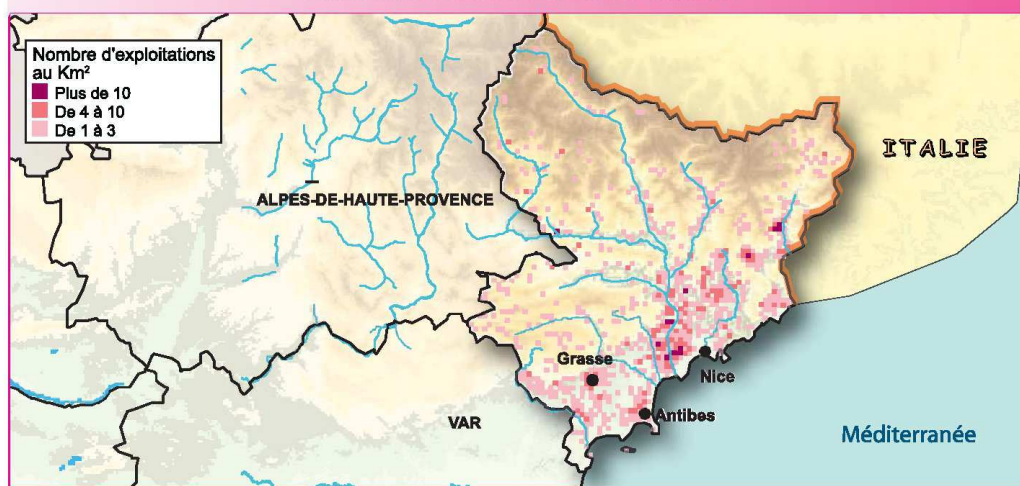 Nombre d'exploitations
au Km²
Plus de 10
De 4 à 10
De 1 à 3
ITALIE
ALPES-DE-HAUTE-PROVENCE
Grasse
Nice
Antibes
VAR
Méditerranée